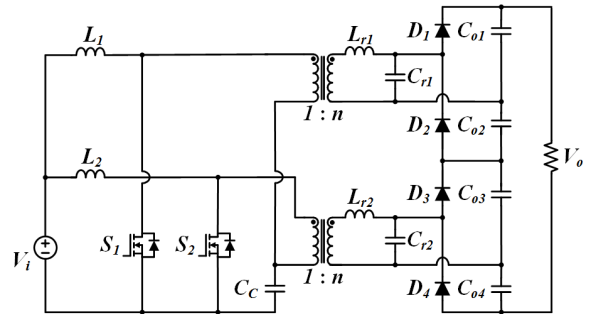 L1
Lr1
D1
Co1
Cr1
1 : n
D2
Co2
L2
Vo
Lr2
D3
Co3
S1
S2
Cr2
Vi
1 : n
CC
D4
Co4